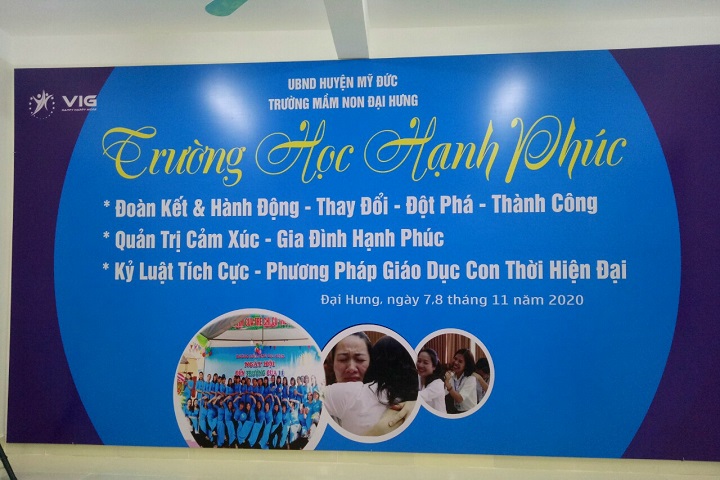 VIG
UBND HUYỆN MỸ ĐỨC
TRƯỜNG MẦM NON ĐẠI HƯNG
Trường Học Hạnh Phúc
* Đoàn Kết & Hành Động - Thay Đổi - Đột Phá - Thành Công
* Quản Trị Cảm Xúc - Gia Đình Hạnh Phúc
* Kỷ Luật Tích Cực - Phương Pháp Giáo Dục Con Thời Hiện Đại
Đại Hưng, ngày 7,8 tháng 11 năm 2020
NGÀY HỘI